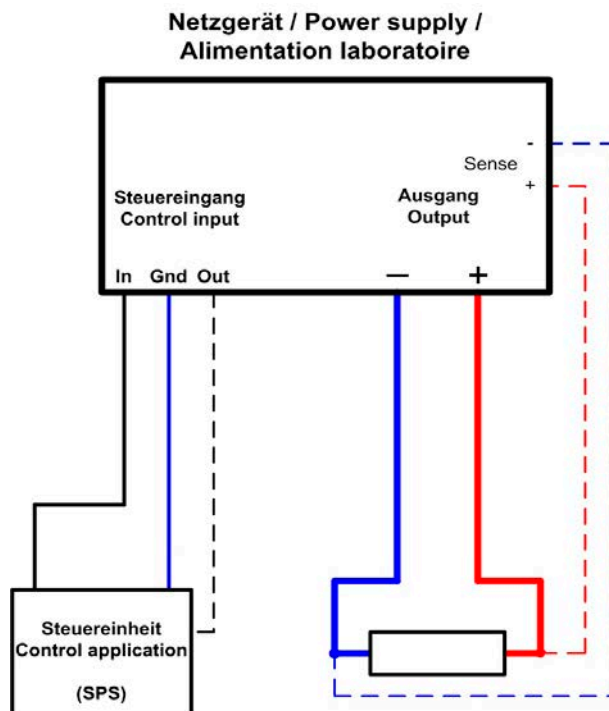 Netzgerät / Power supply /
Alimentation laboratoire
-
Sense
+
Steuereingang
Control input
Ausgang
Output
In Gnd Out
— +
Steuereinheit
Control application
(SPS)